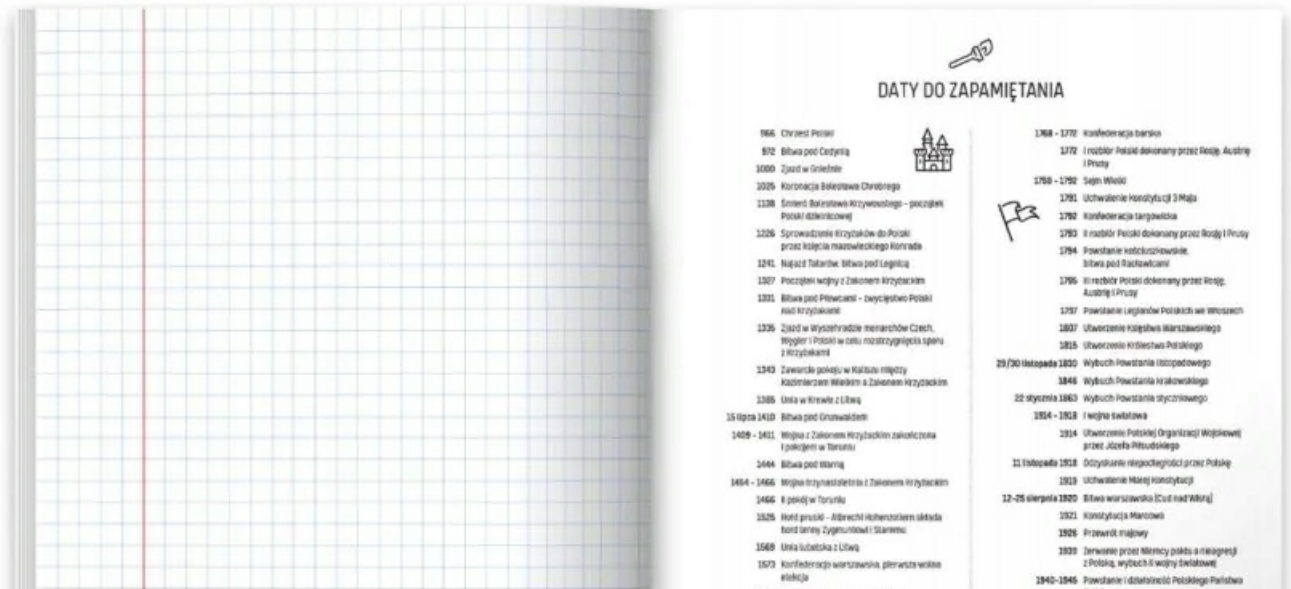 DATY DO ZAPAMIĘTANIA
966 Chrzest Polski
972 Bitwa pod Cedynią
1000 Zjazd w Gnieźnie
1025 Koronacja Bolesława Chrobrego
1138 Śmierć Bolesława Krzywoustego - początek
Polski dzielnicowej
1226 Sprowadzenie Krzyżaków do Polski
przez księcia mazowieckiego Konrada
1241 Najazd Tatarów, bitwa pod Legnicą
1327 Początek wojny z Zakonem Krzyżackim
1331 Bitwa pod Płowcami - zwycięstwo Polski
nad Krzyżakami
1335 Zjazd w Wyszehradzie monarchów Czech,
Węgier i Polski w celu rozstrzygnięcia sporu
z Krzyżakami
1343 Zawarcie pokoju w Kaliszu między
Kazimierzem Wielkim a Zakonem Krzyżackim
1385 Unia w Krewie z Litwą
15 lipca 1410 Bitwa pod Grunwaldem
1409 - 1411 Wojna z Zakonem Krzyżackim zakończona
I pokojem w Toruniu
1444 Bitwa pod Warną
1454 - 1466 Wojna trzynastoletnia z Zakonem Krzyżackim
1466 II pokój w Toruniu
1525 Hołd pruski - Albrecht Hohenzollern składa
hołd lenny Zygmuntowi I Staremu
1569 Unia lubelska z Litwą
1573 Konfederacja warszawska, pierwsza wolna
elekcja
1768 - 1772 Konfederacja barska
1772 I rozbiór Polski dokonany przez Rosję, Austrię
i Prusy
1788 - 1792 Sejm Wielki
1791 Uchwalenie Konstytucji 3 Maja
1792 Konfederacja targowicka
1793 II rozbiór Polski dokonany przez Rosję i Prusy
1794 Powstanie kościuszkowskie,
bitwa pod Racławicami
1795 III rozbiór Polski dokonany przez Rosję,
Austrię i Prusy
1797 Powstanie Legionów Polskich we Włoszech
1807 Utworzenie Księstwa Warszawskiego
1815 Utworzenie Królestwa Polskiego
29/30 listopada 1830 Wybuch Powstania listopadowego
1846 Wybuch Powstania krakowskiego
22 stycznia 1863 Wybuch Powstania styczniowego
1914 - 1918 I wojna światowa
1914 Utworzenie Polskiej Organizacji Wojskowej
przez Józefa Piłsudskiego
11 listopada 1918 Odzyskanie niepodległości przez Polskę
1919 Uchwalenie Małej Konstytucji
12-25 sierpnia 1920 Bitwa warszawska (Cud nad Wisłą)
1921 Konstytucja Marcowa
1926 Przewrót majowy
1939 Zerwanie przez Niemcy paktu o nieagresji
z Polską, wybuch II wojny światowej
1940-1945 Powstanie i działalność Polskiego Państwa